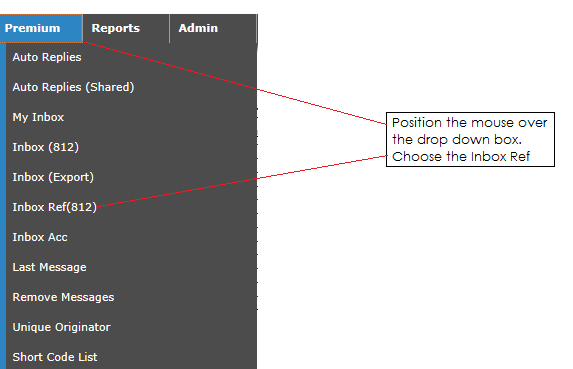 Premium Reports Admin
Auto Replies
Auto Replies (Shared)
My Inbox
Inbox (812)
Inbox (Export)
Inbox Ref(812)
Inbox Acc
Last Message
Remove Messages
Unique Originator
Short Code List
Position the mouse over
the drop down box.
Choose the Inbox Ref